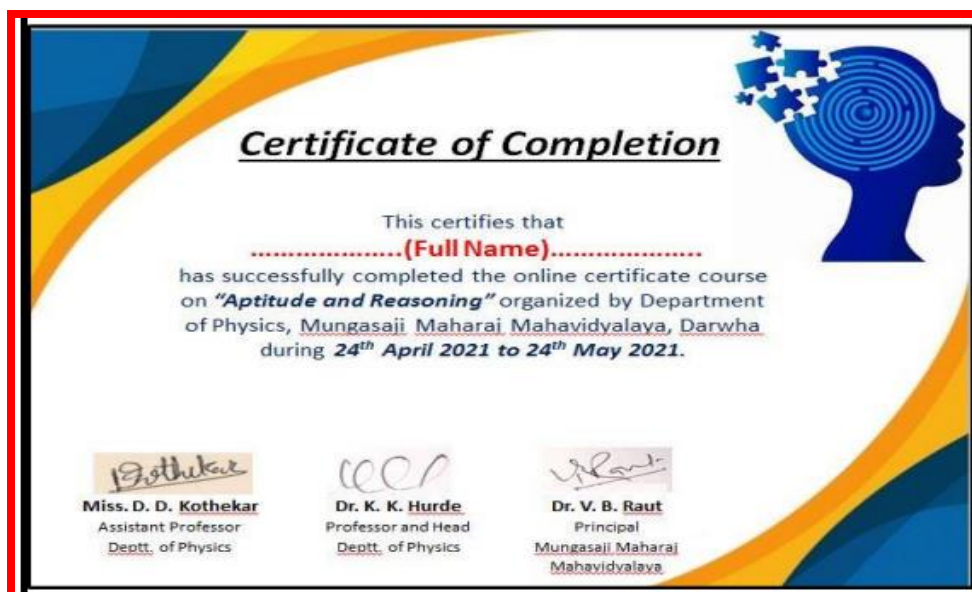 Certificate of Completion
This certifies that
....................(Full Name)....................
has successfully completed the online certificate course
on “Aptitude and Reasoning” organized by Department
of Physics, Mungasaji Maharaj Mahavidyalaya, Darwha
during 24th April 2021 to 24th May 2021.
Miss. D. D. Kothekar
Assistant Professor
Deptt. of Physics
Dr. K. K. Hurde
Professor and Head
Deptt. of Physics
Dr. V. B. Raut
Principal
Mungasaji Maharaj
Mahavidyalaya